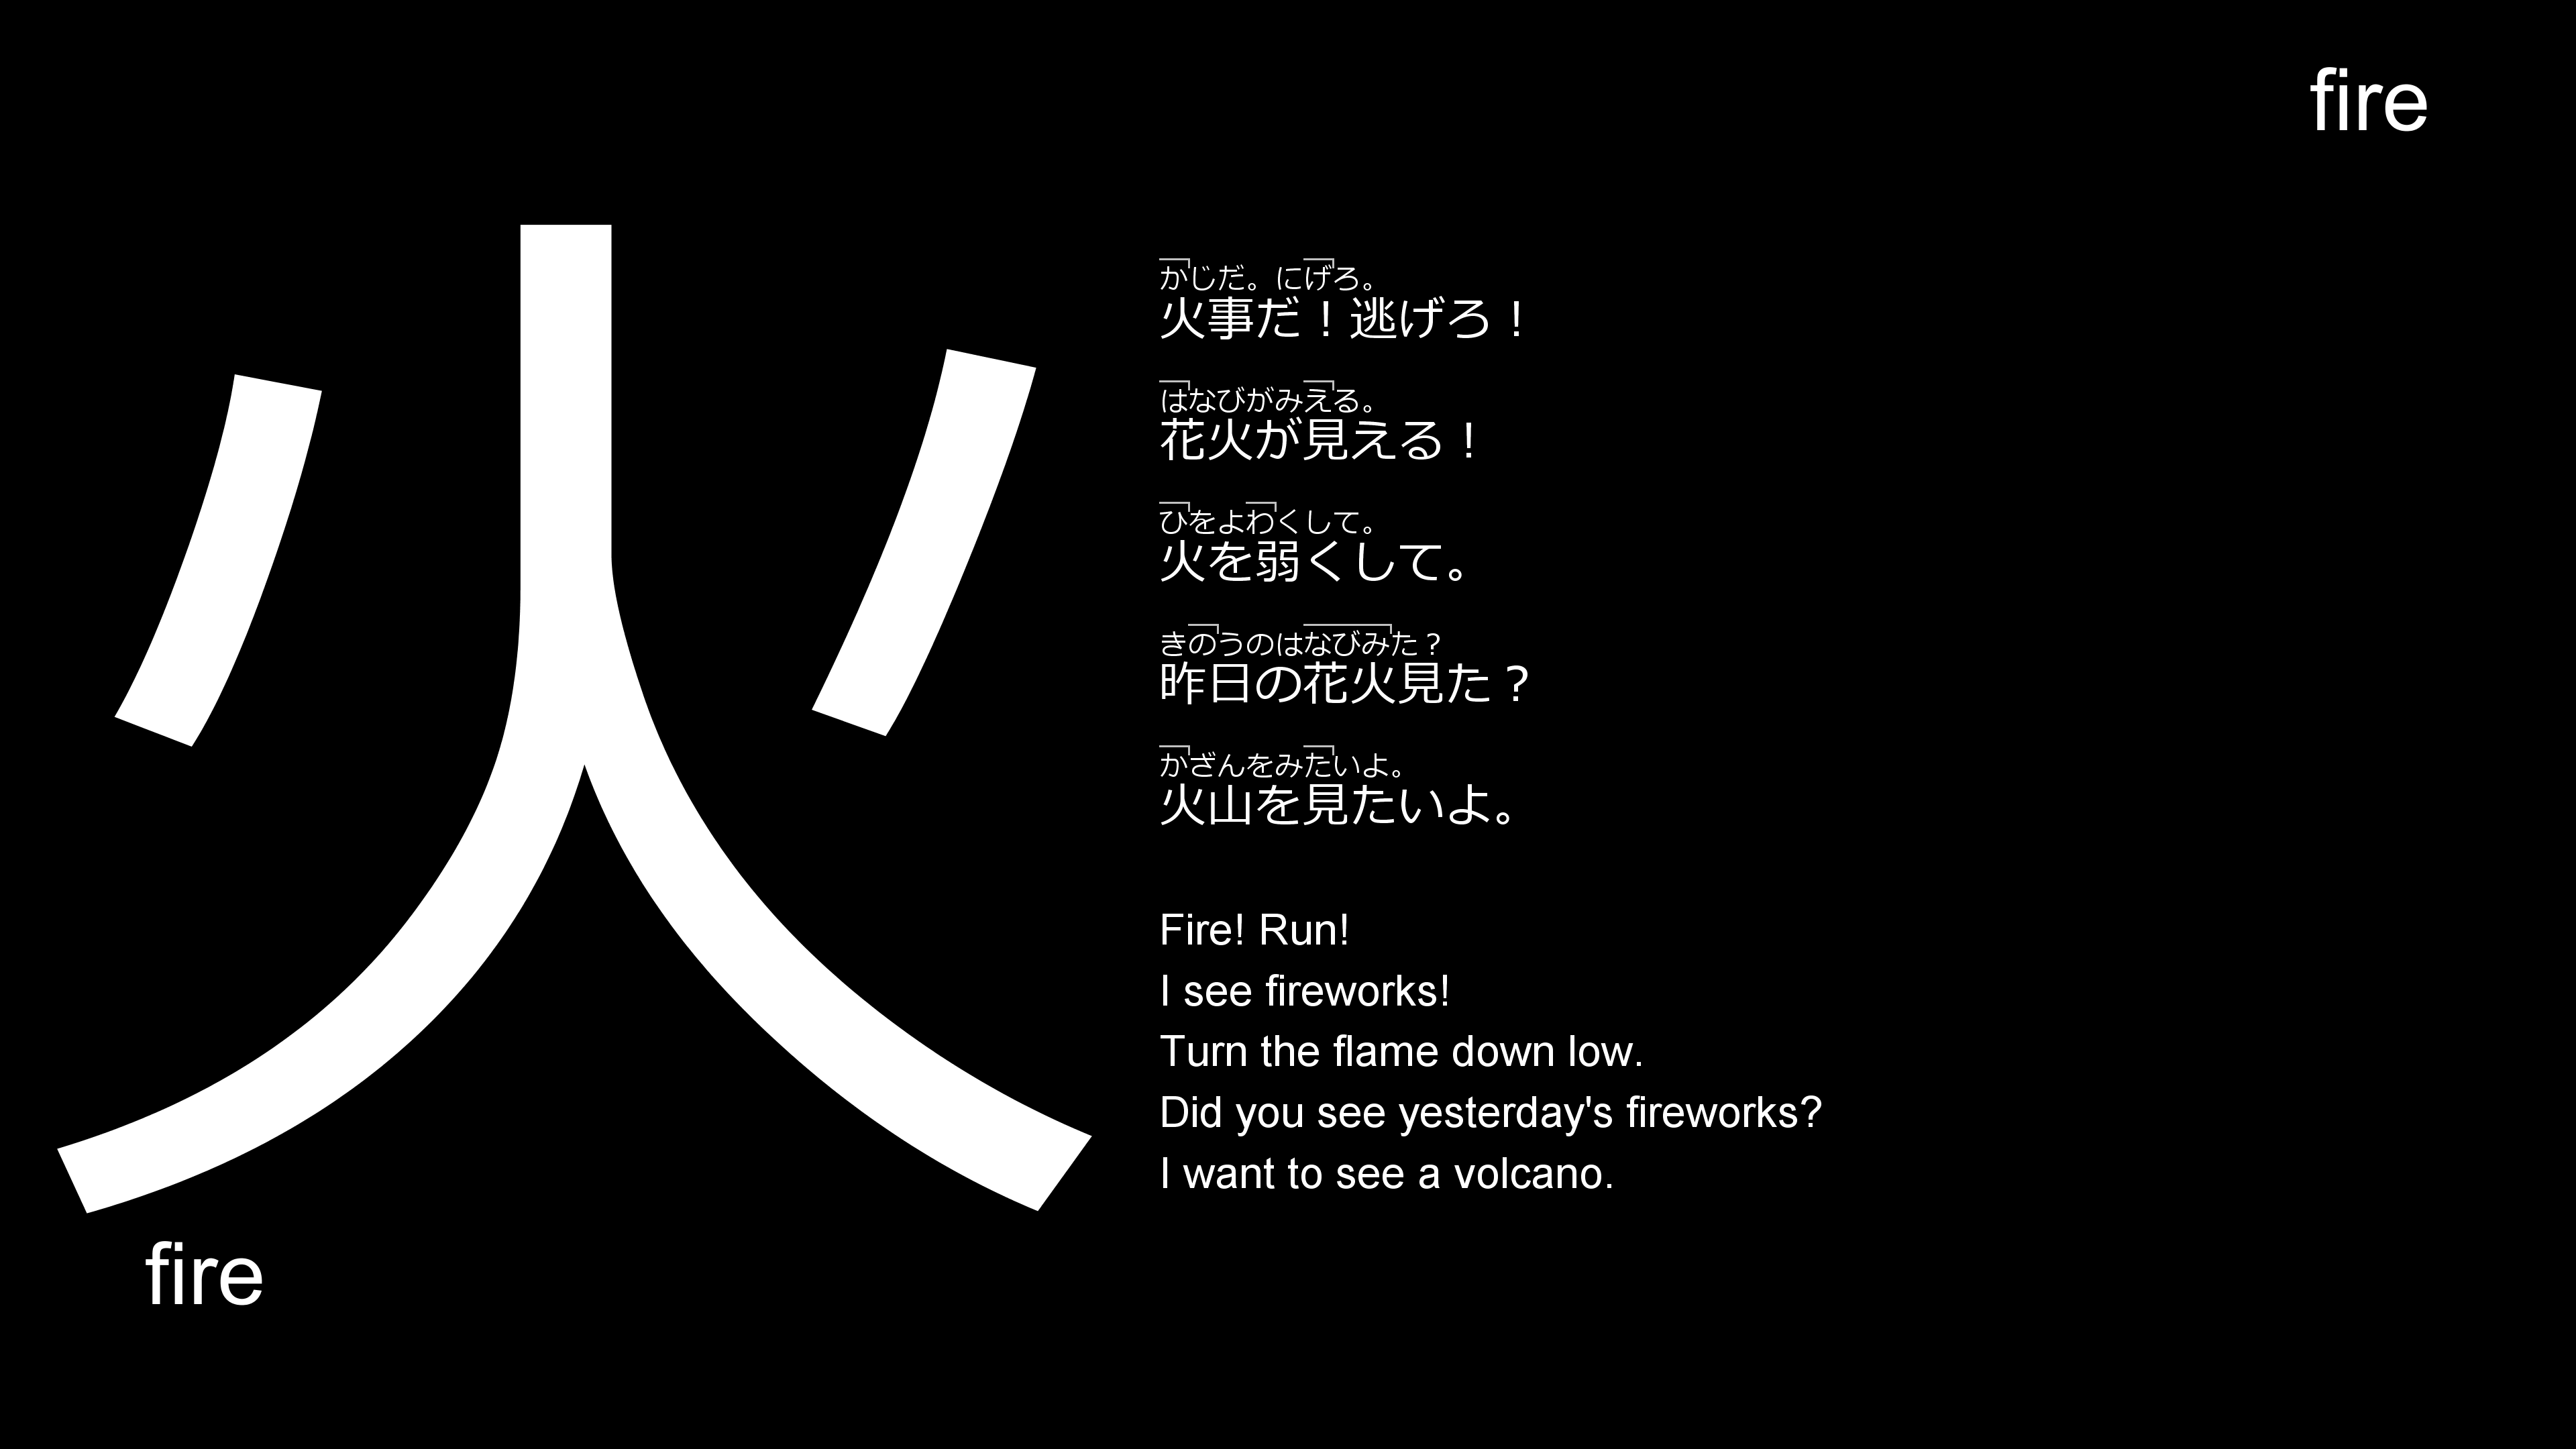 fire
火
かじだ。にげろ。
火事だ！逃げろ！
はなびがみえる。
花火が見える！
ひをよわくして。
火を弱くして。
きのうのはなびみた？
昨日の花火見た？
かざんをみたいよ。
火山を見たいよ。
Fire! Run!
I see fireworks!
Turn the flame down low.
Did you see yesterday's fireworks?
I want to see a volcano.
fire